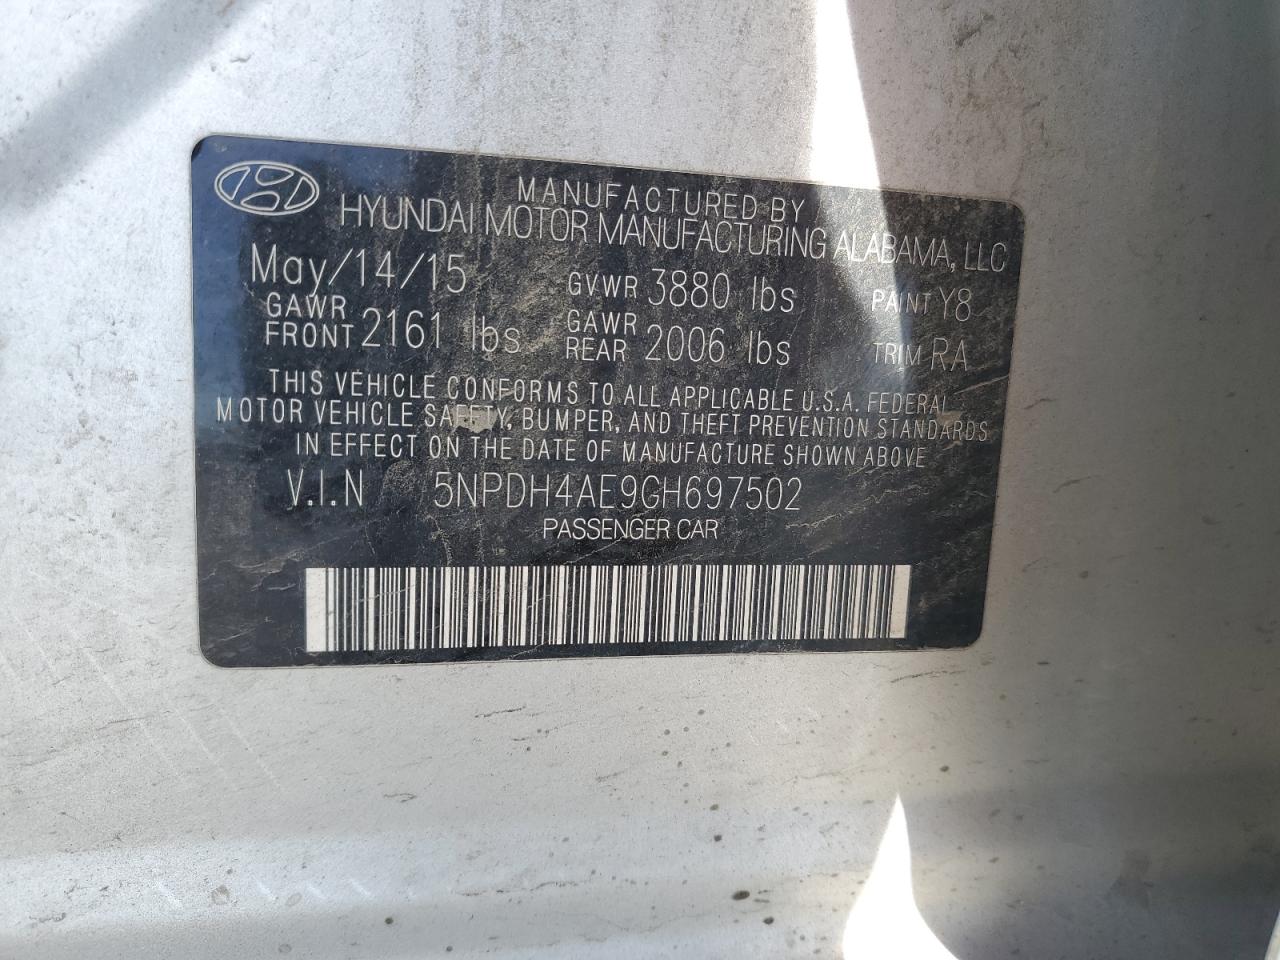 MANUFACTURED BY
HYUNDAI MOTOR MANUFACTURING ALABAMA, LLC
May/14/15 GVWR 3880 lbs PAINT Y8
GAWR FRONT 2161 lbs GAWR REAR 2006 lbs TRIM RA
THIS VEHICLE CONFORMS TO ALL APPLICABLE U.S.A. FEDERAL
MOTOR VEHICLE SAFETY, BUMPER, AND THEFT PREVENTION STANDARDS
IN EFFECT ON THE DATE OF MANUFACTURE SHOWN ABOVE
V.I.N 5NPDH4AE9GH697502
PASSENGER CAR